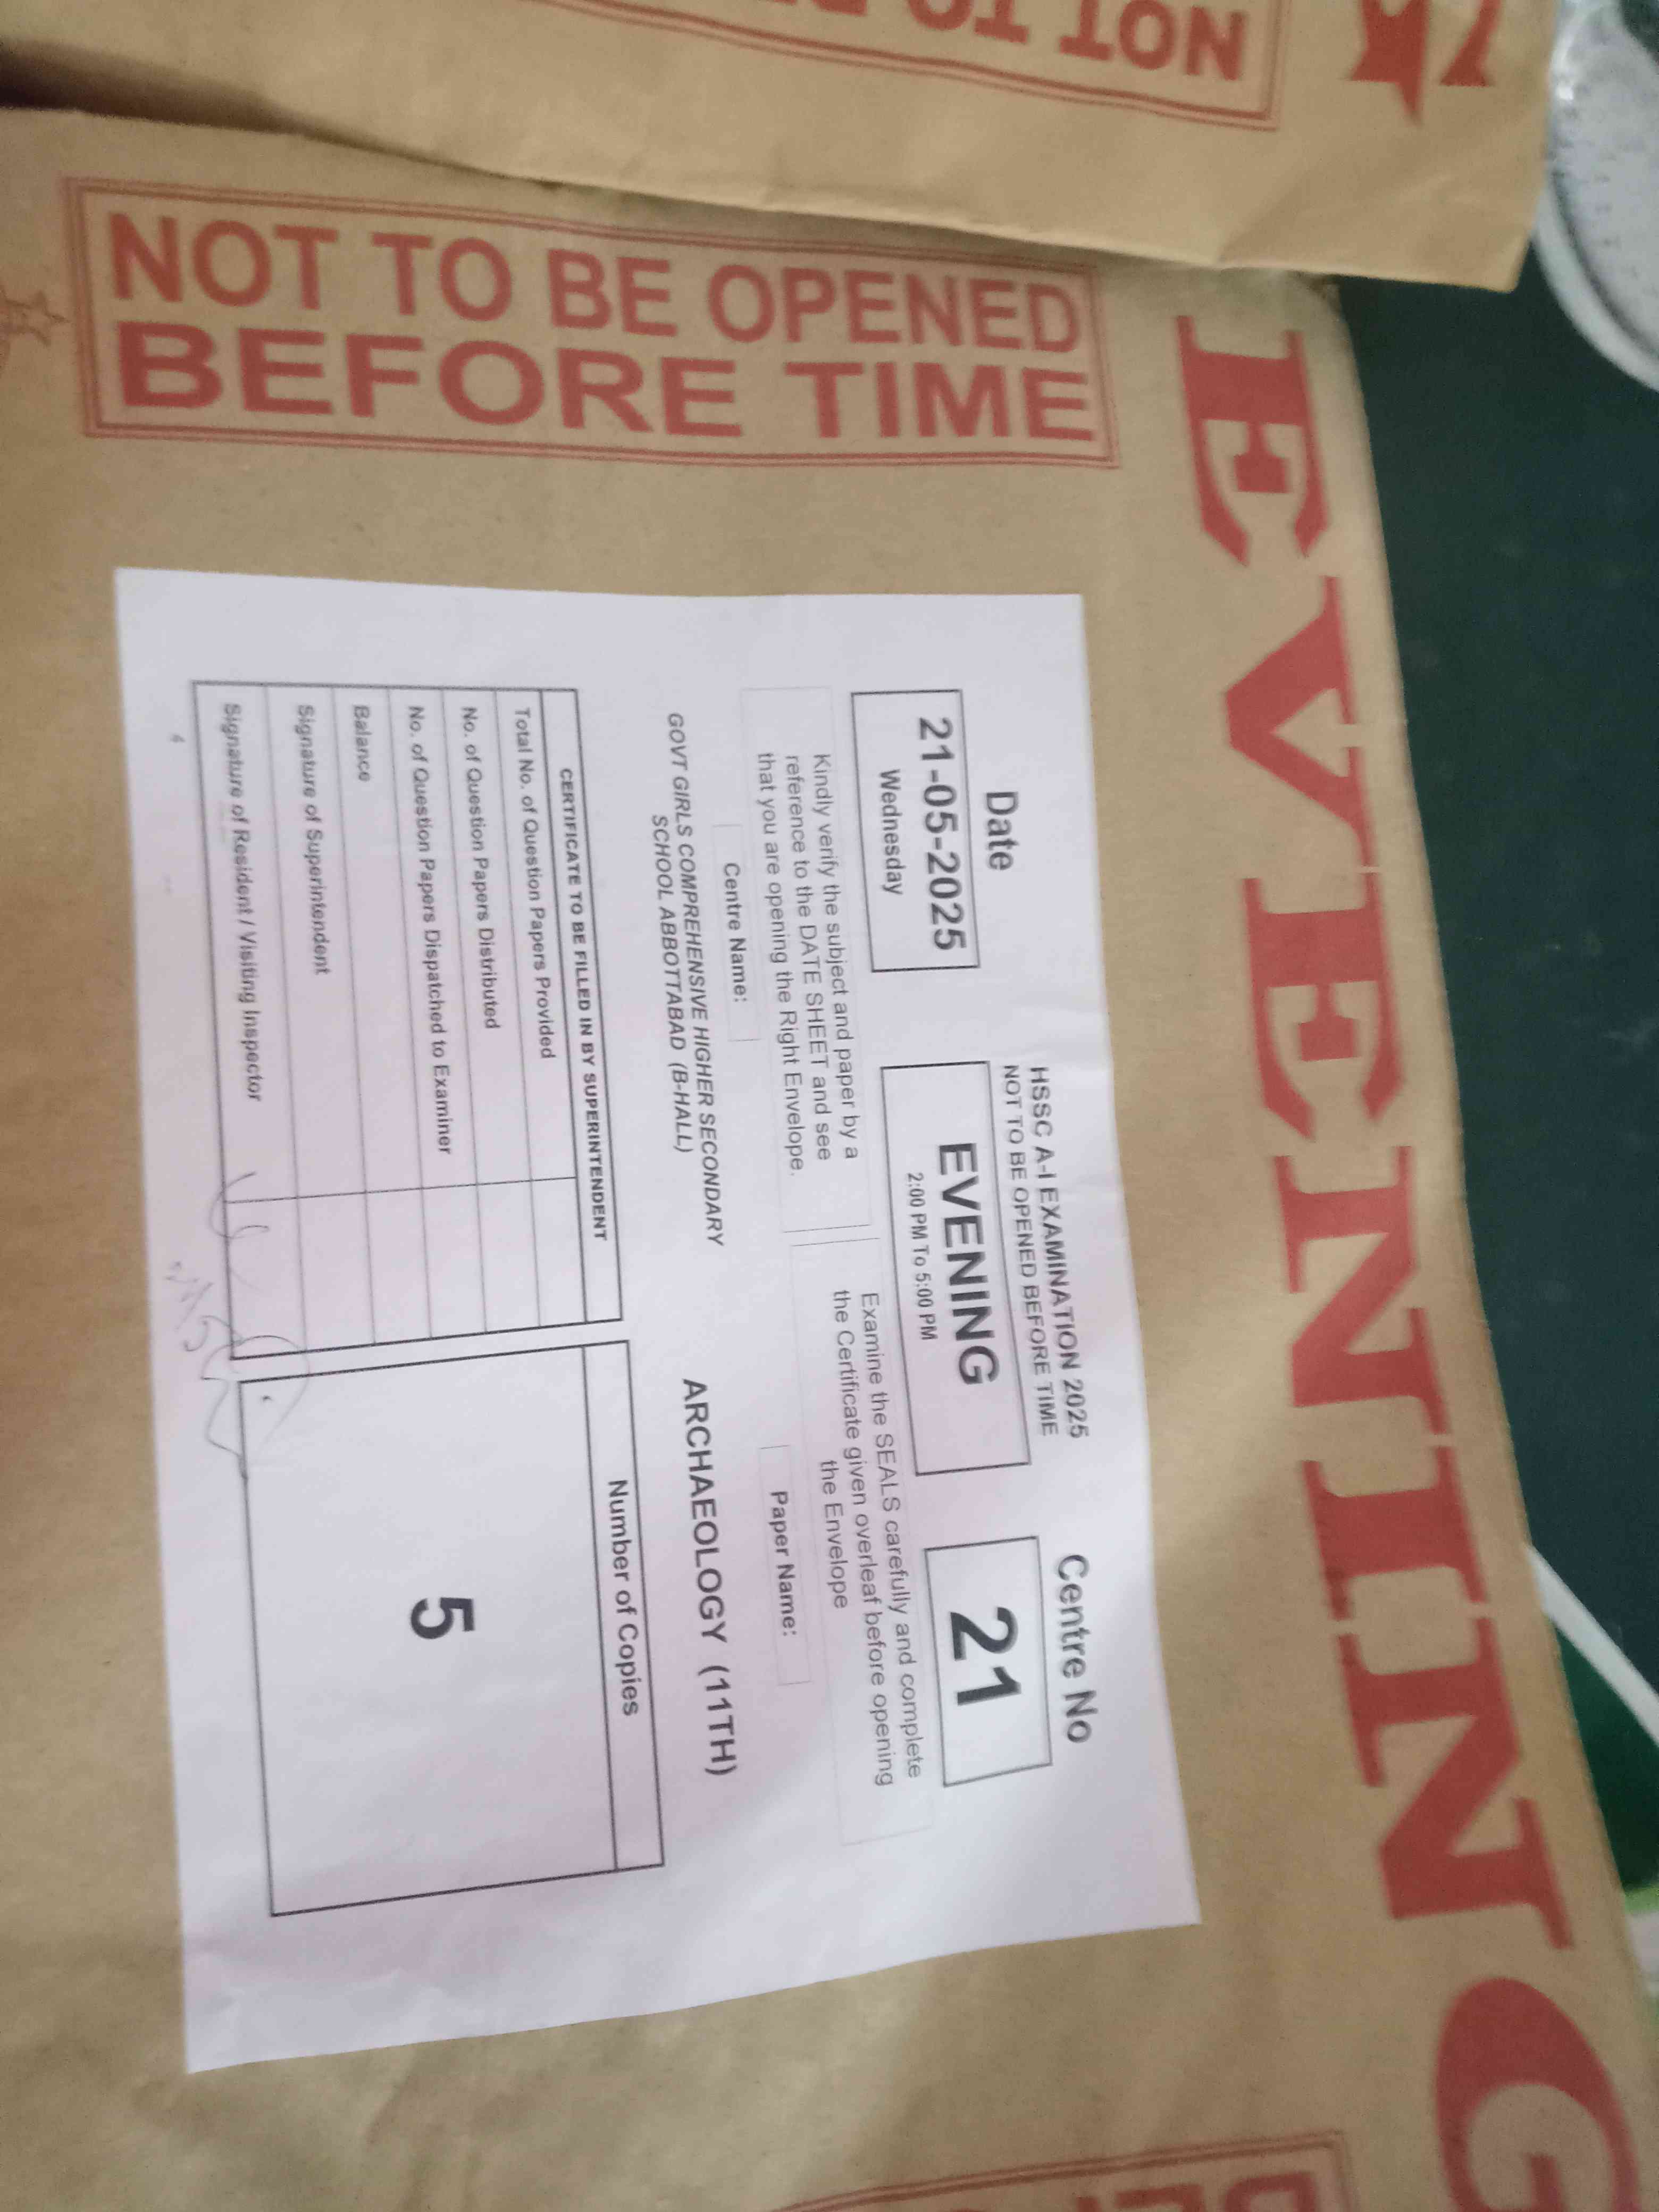 NOT TO
EVENING
NOT TO BE OPENED
BEFORE TIME
Date
21-05-2025
Wednesday
HSSC A-I EXAMINATION 2025
NOT TO BE OPENED BEFORE TIME
EVENING
2:00 PM To 5:00 PM
Centre No
21
Kindly verify the subject and paper by a
reference to the DATE SHEET and see
that you are opening the Right Envelope.
Examine the SEALS carefully and complete
the Certificate given overleaf before opening
the Envelope
Centre Name:
GOVT GIRLS COMPREHENSIVE HIGHER SECONDARY
SCHOOL ABBOTTABAD (B-HALL)
Paper Name:
ARCHAEOLOGY (11TH)
CERTIFICATE TO BE FILLED IN BY SUPERINTENDENT
Total No. of Question Papers Provided
No. of Question Papers Distributed
No. of Question Papers Dispatched to Examiner
Balance
Signature of Superintendent
Signature of Resident / Visiting Inspector
Number of Copies
5
4